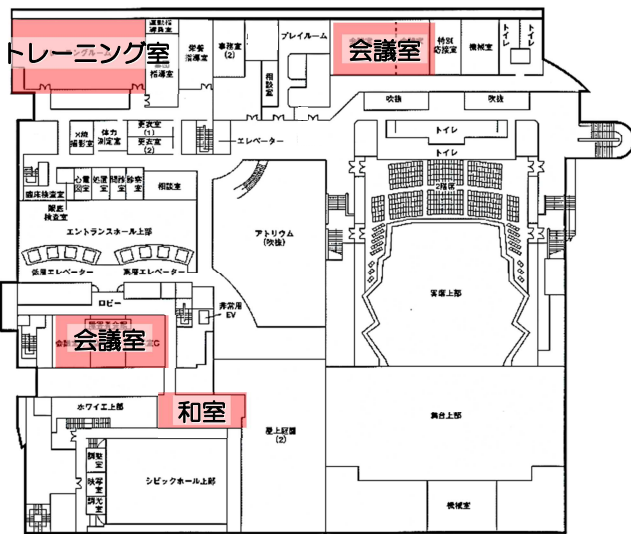 トレーニング室
会議室
栄養
指導室
事務室
(2)
プレイルーム
相談室
特別
応接室
機械室
トイレ
トイレ
指導室
吹抜
吹抜
X線
撮影室
体力
測定室
更衣室
(1)
更衣室
(2)
エレベーター
トイレ
トイレ
2階席
臨床検査室
心電
図室
処置室
問診室
診察室
相談室
眼底
検査室
エントランスホール上部
アトリウム
(吹抜)
低層エレベーター
高層エレベーター
客席上部
ロビー
非常用
EV
会議室
和室
ホワイエ上部
屋上庭園
(2)
舞台上部
調整室
映写室
調光室
シビックホール上部
機械室